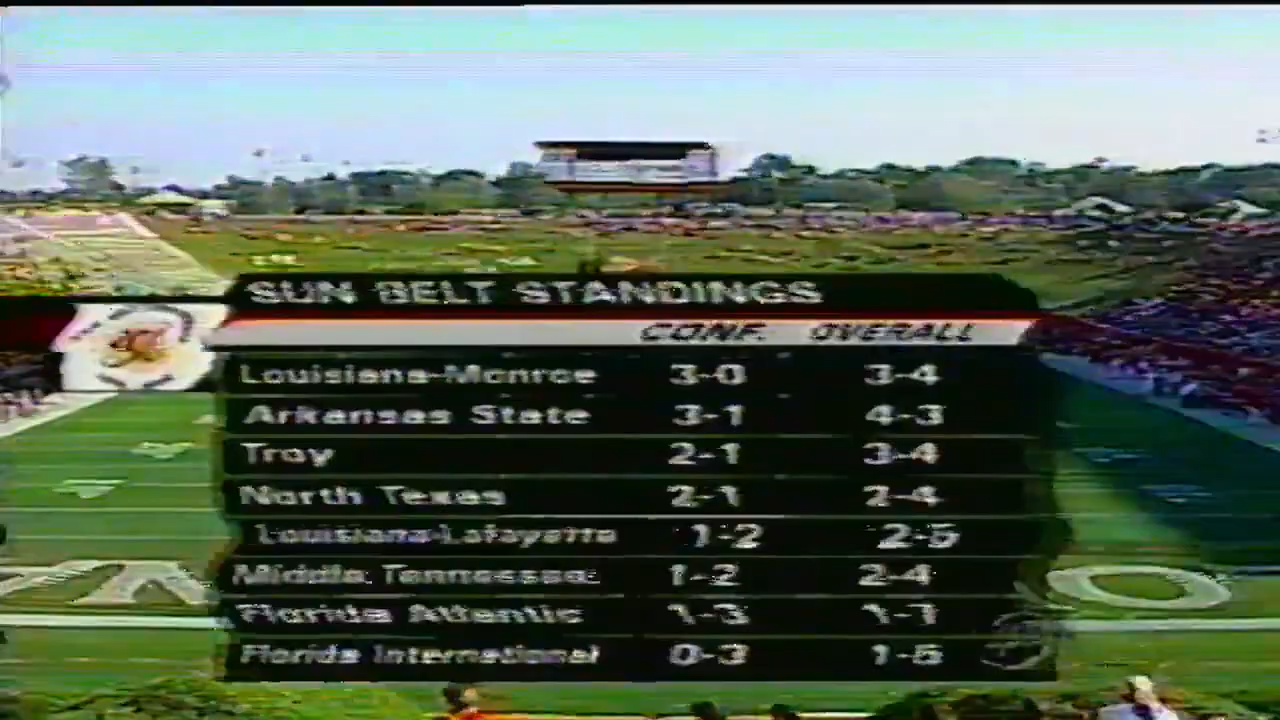 SUN BELT STANDINGS
CONF. OVERALL
Louisiana-Monroe 3-0 3-4
Arkansas State 3-1 4-3
Troy 2-1 3-4
North Texas 2-1 2-4
Louisiana-Lafayette 1-2 2-5
Middle Tennessee 1-2 2-4
Florida Atlantic 1-3 1-7
Florida International 0-3 1-5